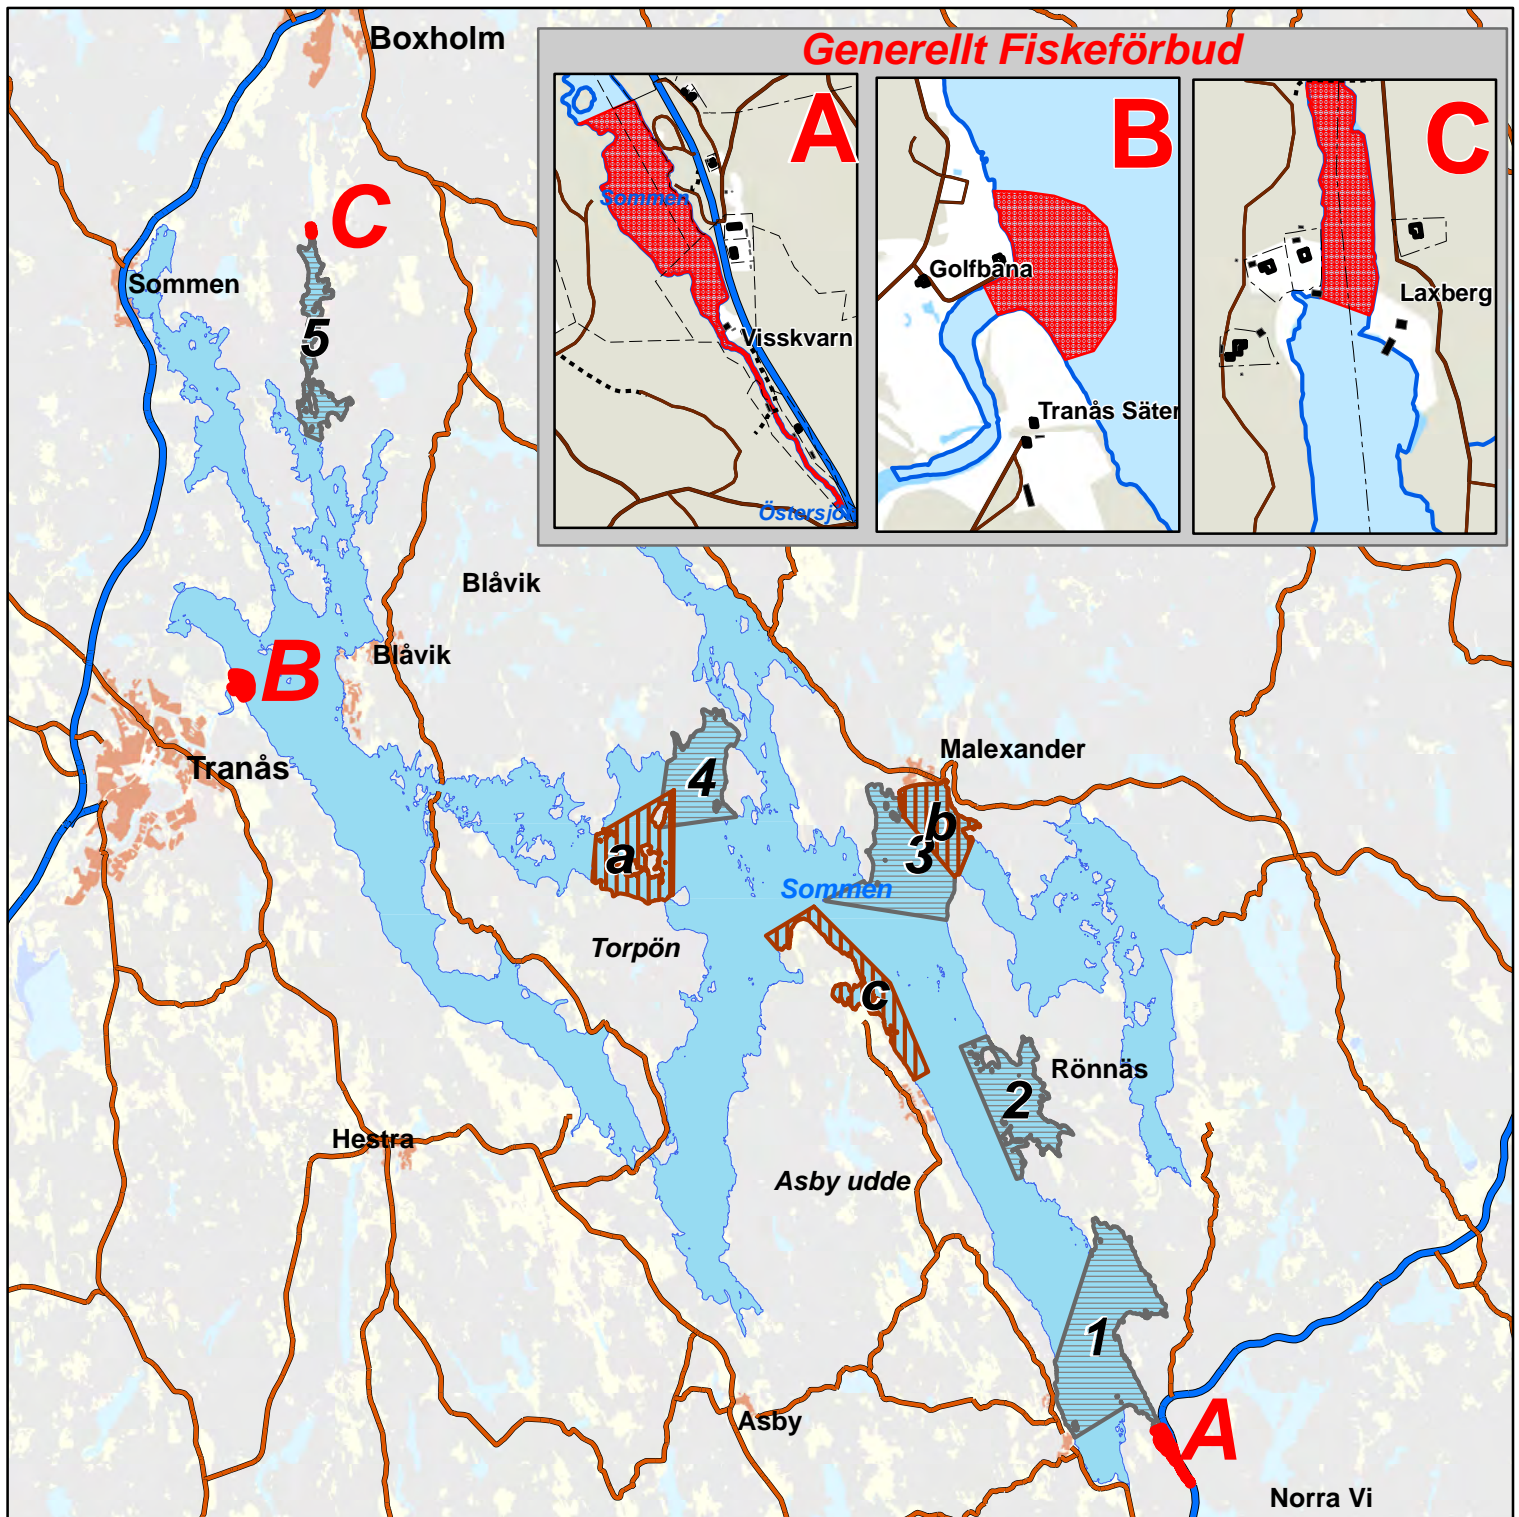 Boxholm
Generellt Fiskeförbud
A
Sommen
Visskvarn
Östersjö
B
Golfbana
Tranås Säter
C
Laxberg
C
Sommen
5
Blåvik
Blåvik
B
Tranås
4
Malexander
a
b
3
Sommen
Torpön
c
Rönnäs
2
Hestra
Asby udde
1
Asby
A
Norra Vi